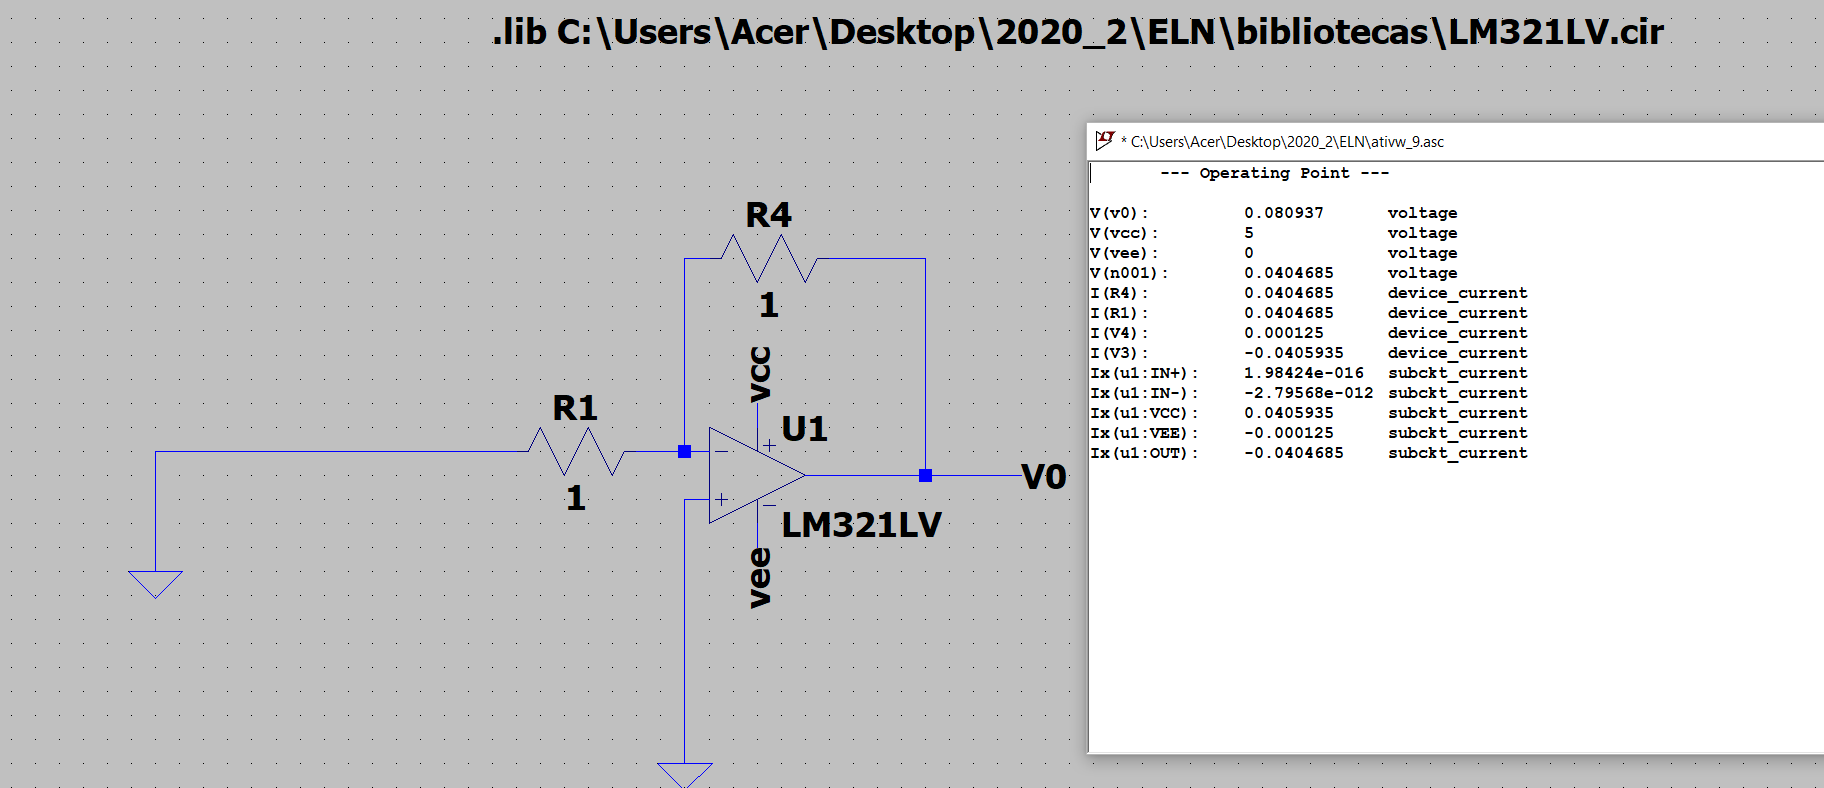 .lib C:\Users\Acer\Desktop\2020_2\ELN\bibliotecas\LM321LV.cir
* C:\Users\Acer\Desktop\2020_2\ELN\ativw_9.asc
--- Operating Point ---
V(v0): 0.080937 voltage
V(vcc): 5 voltage
V(vee): 0 voltage
V(n001): 0.0404685 voltage
I(R4): 0.0404685 device_current
I(R1): 0.0404685 device_current
I(V4): 0.000125 device_current
I(V3): -0.0405935 device_current
Ix(u1:IN+): 1.98424e-016 subckt_current
Ix(u1:IN-): -2.79568e-012 subckt_current
Ix(u1:VCC): 0.0405935 subckt_current
Ix(u1:VEE): -0.000125 subckt_current
Ix(u1:OUT): -0.0404685 subckt_current
R4
1
vcc
R1
1
U1
V0
LM321LV
vee